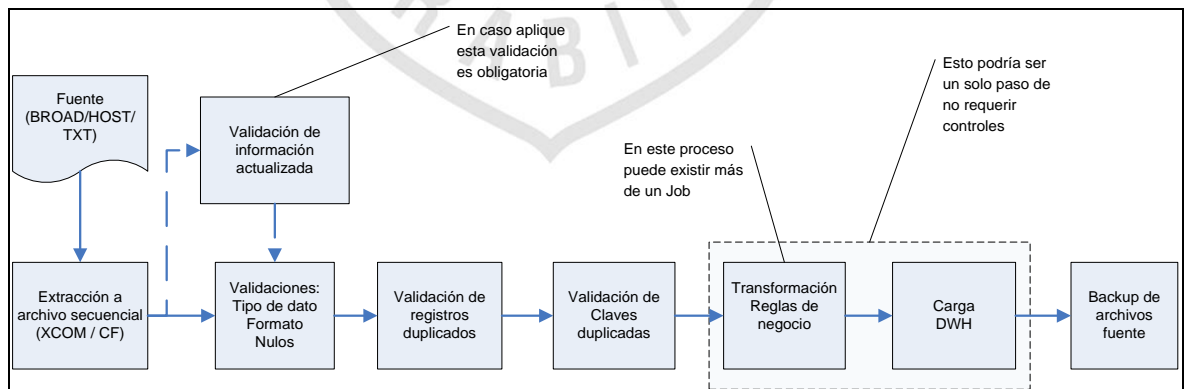 En caso aplique
esta validación
es obligatoria
Esto podría ser
un solo paso de
no requerir
controles
Fuente
(BROAD/HOST/
TXT)
Validación de
información
actualizada
En este proceso
puede existir más
de un Job
Extracción a
archivo secuencial
(XCOM / CF)
Validaciones:
Tipo de dato
Formato
Nulos
Validación de
registros
duplicados
Validación de
Claves
duplicadas
Transformación
Reglas de
negocio
Carga
DWH
Backup de
archivos
fuente
RABI